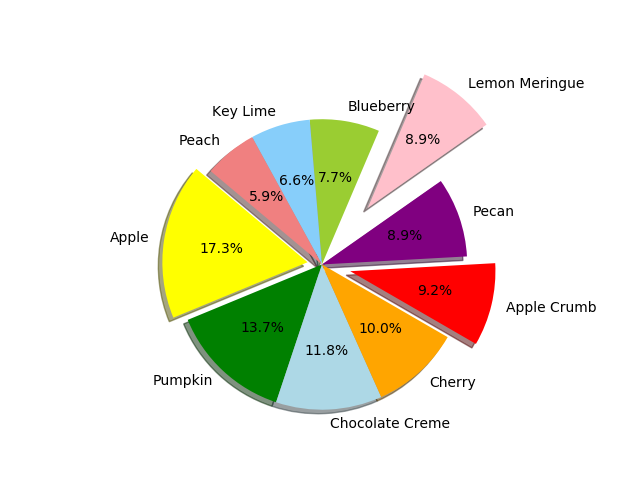 Lemon Meringue
Blueberry
Key Lime
8.9%
Peach
7.7%
6.6%
5.9%
Pecan
8.9%
Apple
17.3%
9.2%
Apple Crumb
13.7%
10.0%
11.8%
Pumpkin
Cherry
Chocolate Creme